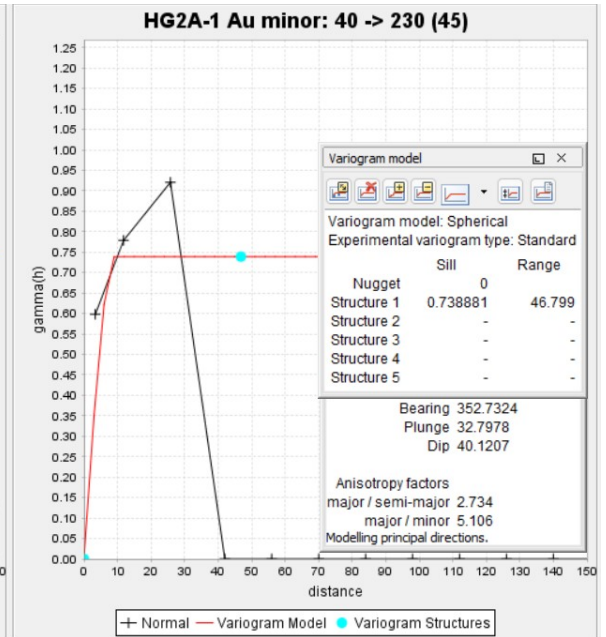 HG2A-1 Au minor: 40 -> 230 (45)
gamma(h)
1.25
1.20
1.15
1.10
1.05
1.00
0.95
0.90
0.85
0.80
0.75
0.70
0.65
0.60
0.55
0.50
0.45
0.40
0.35
0.30
0.25
0.20
0.15
0.10
0.05
0.00
Variogram model
Variogram model: Spherical
Experimental variogram type: Standard
Sill Range
Nugget 0
Structure 1 0.738881 46.799
Structure 2 - -
Structure 3 - -
Structure 4 - -
Structure 5 - -
Bearing 352.7324
Plunge 32.7978
Dip 40.1207
Anisotropy factors
major / semi-major 2.734
major / minor 5.106
Modelling principal directions.
0
0 10 20 30 40 50 60 70 80 90 100 110 120 130 140 150
distance
Normal Variogram Model Variogram Structures